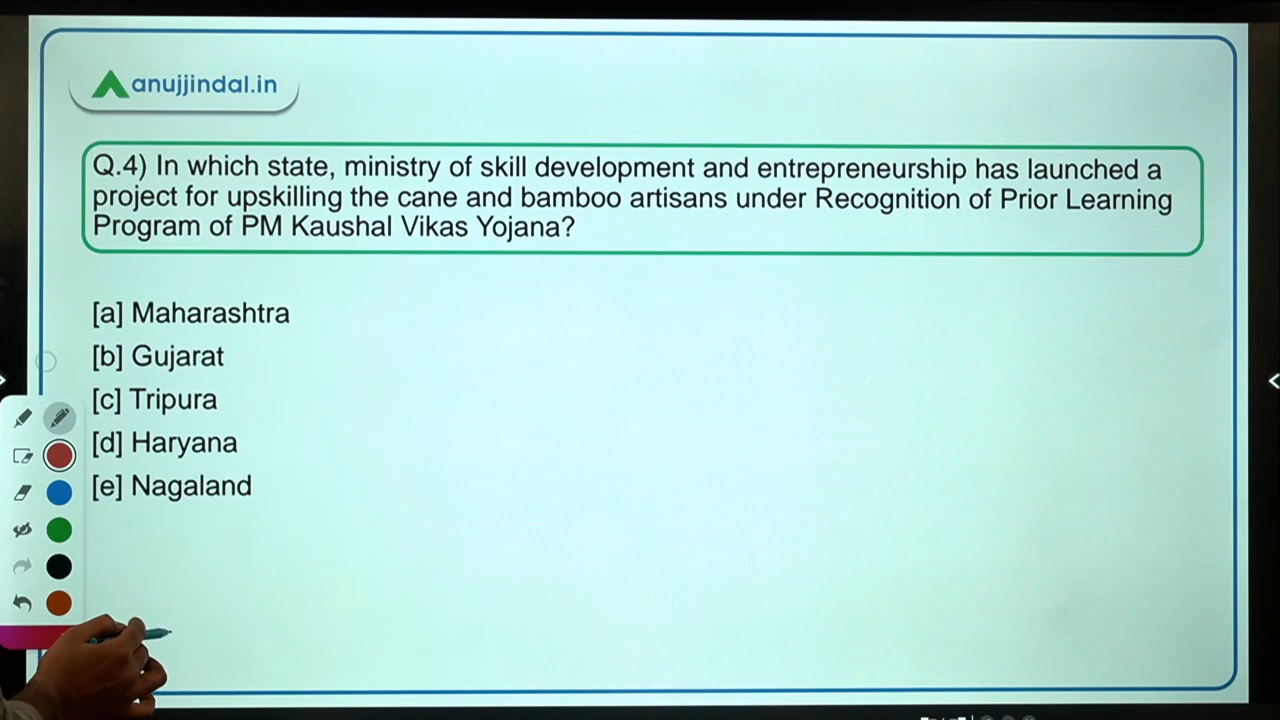 anujjindal.in
Q.4) In which state, ministry of skill development and entrepreneurship has launched a
project for upskilling the cane and bamboo artisans under Recognition of Prior Learning
Program of PM Kaushal Vikas Yojana?
[a] Maharashtra
[b] Gujarat
[c] Tripura
[d] Haryana
[e] Nagaland